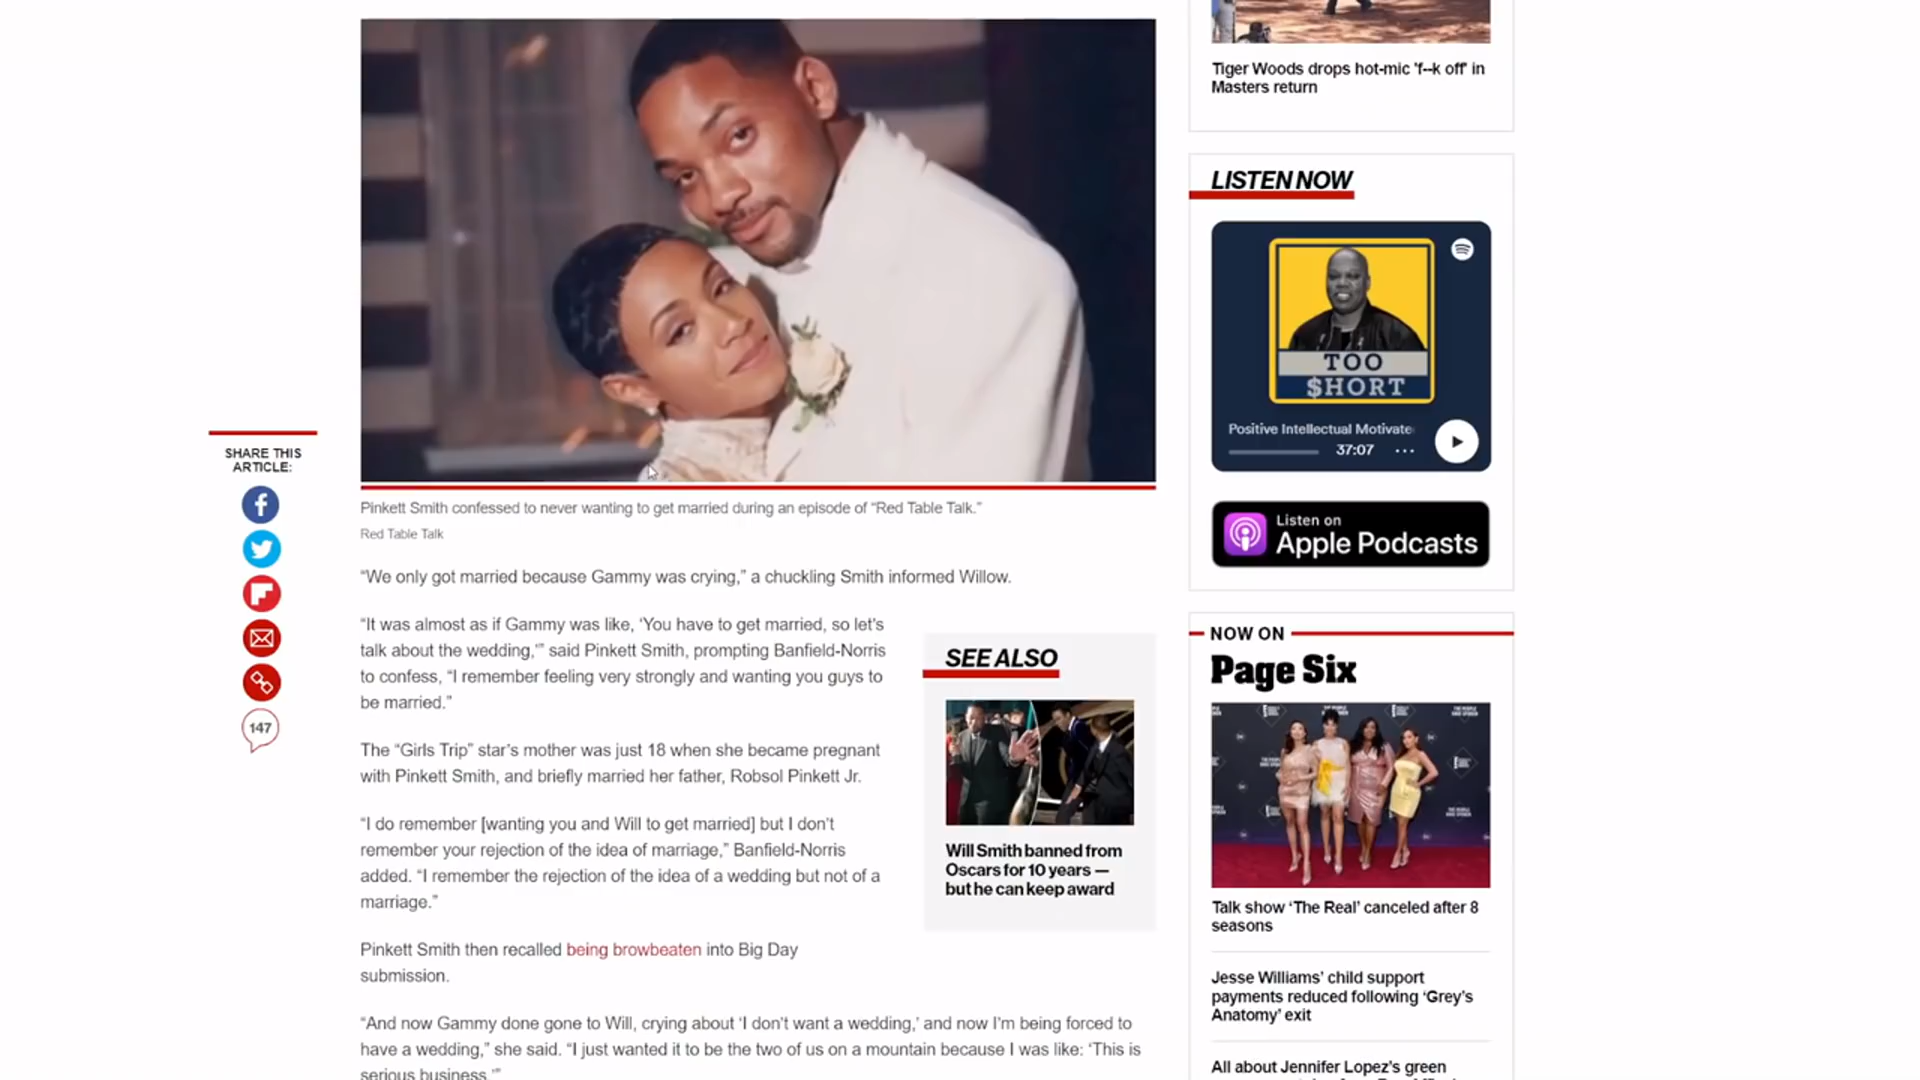 Tiger Woods drops hot-mic 'f--k off' in
Masters return
LISTEN NOW
TOO
$HORT
Positive Intellectual Motivate
37:07
Listen on
Apple Podcasts
SHARE THIS
ARTICLE:
147
Pinkett Smith confessed to never wanting to get married during an episode of “Red Table Talk.”
Red Table Talk
“We only got married because Gammy was crying,” a chuckling Smith informed Willow.
“It was almost as if Gammy was like, ‘You have to get married, so let's
talk about the wedding,’” said Pinkett Smith, prompting Banfield-Norris
to confess, “I remember feeling very strongly and wanting you guys to
be married.”
The “Girls Trip” star’s mother was just 18 when she became pregnant
with Pinkett Smith, and briefly married her father, Robsol Pinkett Jr.
“I do remember [wanting you and Will to get married] but I don’t
remember your rejection of the idea of marriage,” Banfield-Norris
added. “I remember the rejection of the idea of a wedding but not of a
marriage.”
Pinkett Smith then recalled being browbeaten into Big Day
submission.
“And now Gammy done gone to Will, crying about ‘I don’t want a wedding,’ and now I’m being forced to
have a wedding,” she said. “I just wanted it to be the two of us on a mountain because I was like: ‘This is
serious business.’”
SEE ALSO
Will Smith banned from
Oscars for 10 years —
but he can keep award
NOW ON
Page Six
Talk show ‘The Real’ canceled after 8
seasons
Jesse Williams’ child support
payments reduced following ‘Grey’s
Anatomy’ exit
All about Jennifer Lopez’s green